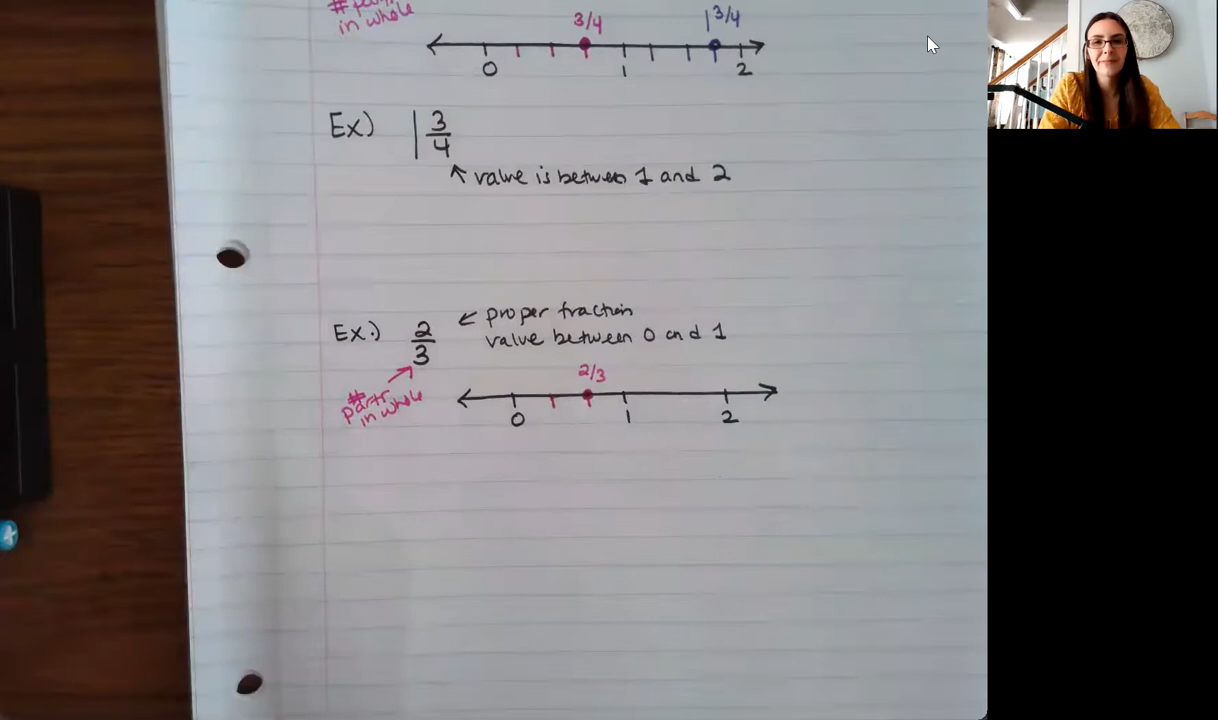 # parts
in whole
3/4
1 3/4
0 1 2
Ex) 1 3/4
value is between 1 and 2
proper fraction
Ex.) 2/3
value between 0 and 1
# parts
in whole
2/3
0 1 2